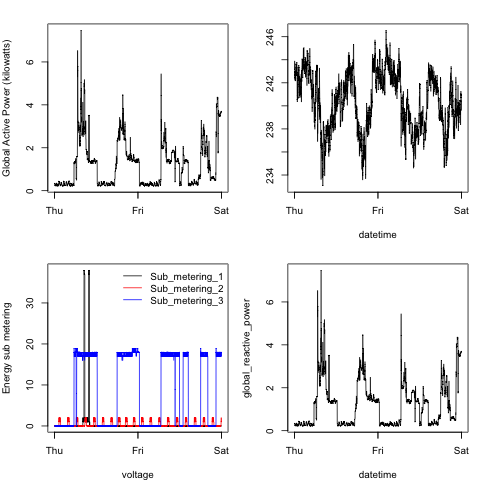 Global Active Power (kilowatts)
0 2 4 6
Thu Fri Sat
234 238 242 246
Thu Fri Sat
datetime
Energy sub metering
0 10 20 30
Sub_metering_1
Sub_metering_2
Sub_metering_3
Thu Fri Sat
voltage
global_reactive_power
0 2 4 6
Thu Fri Sat
datetime